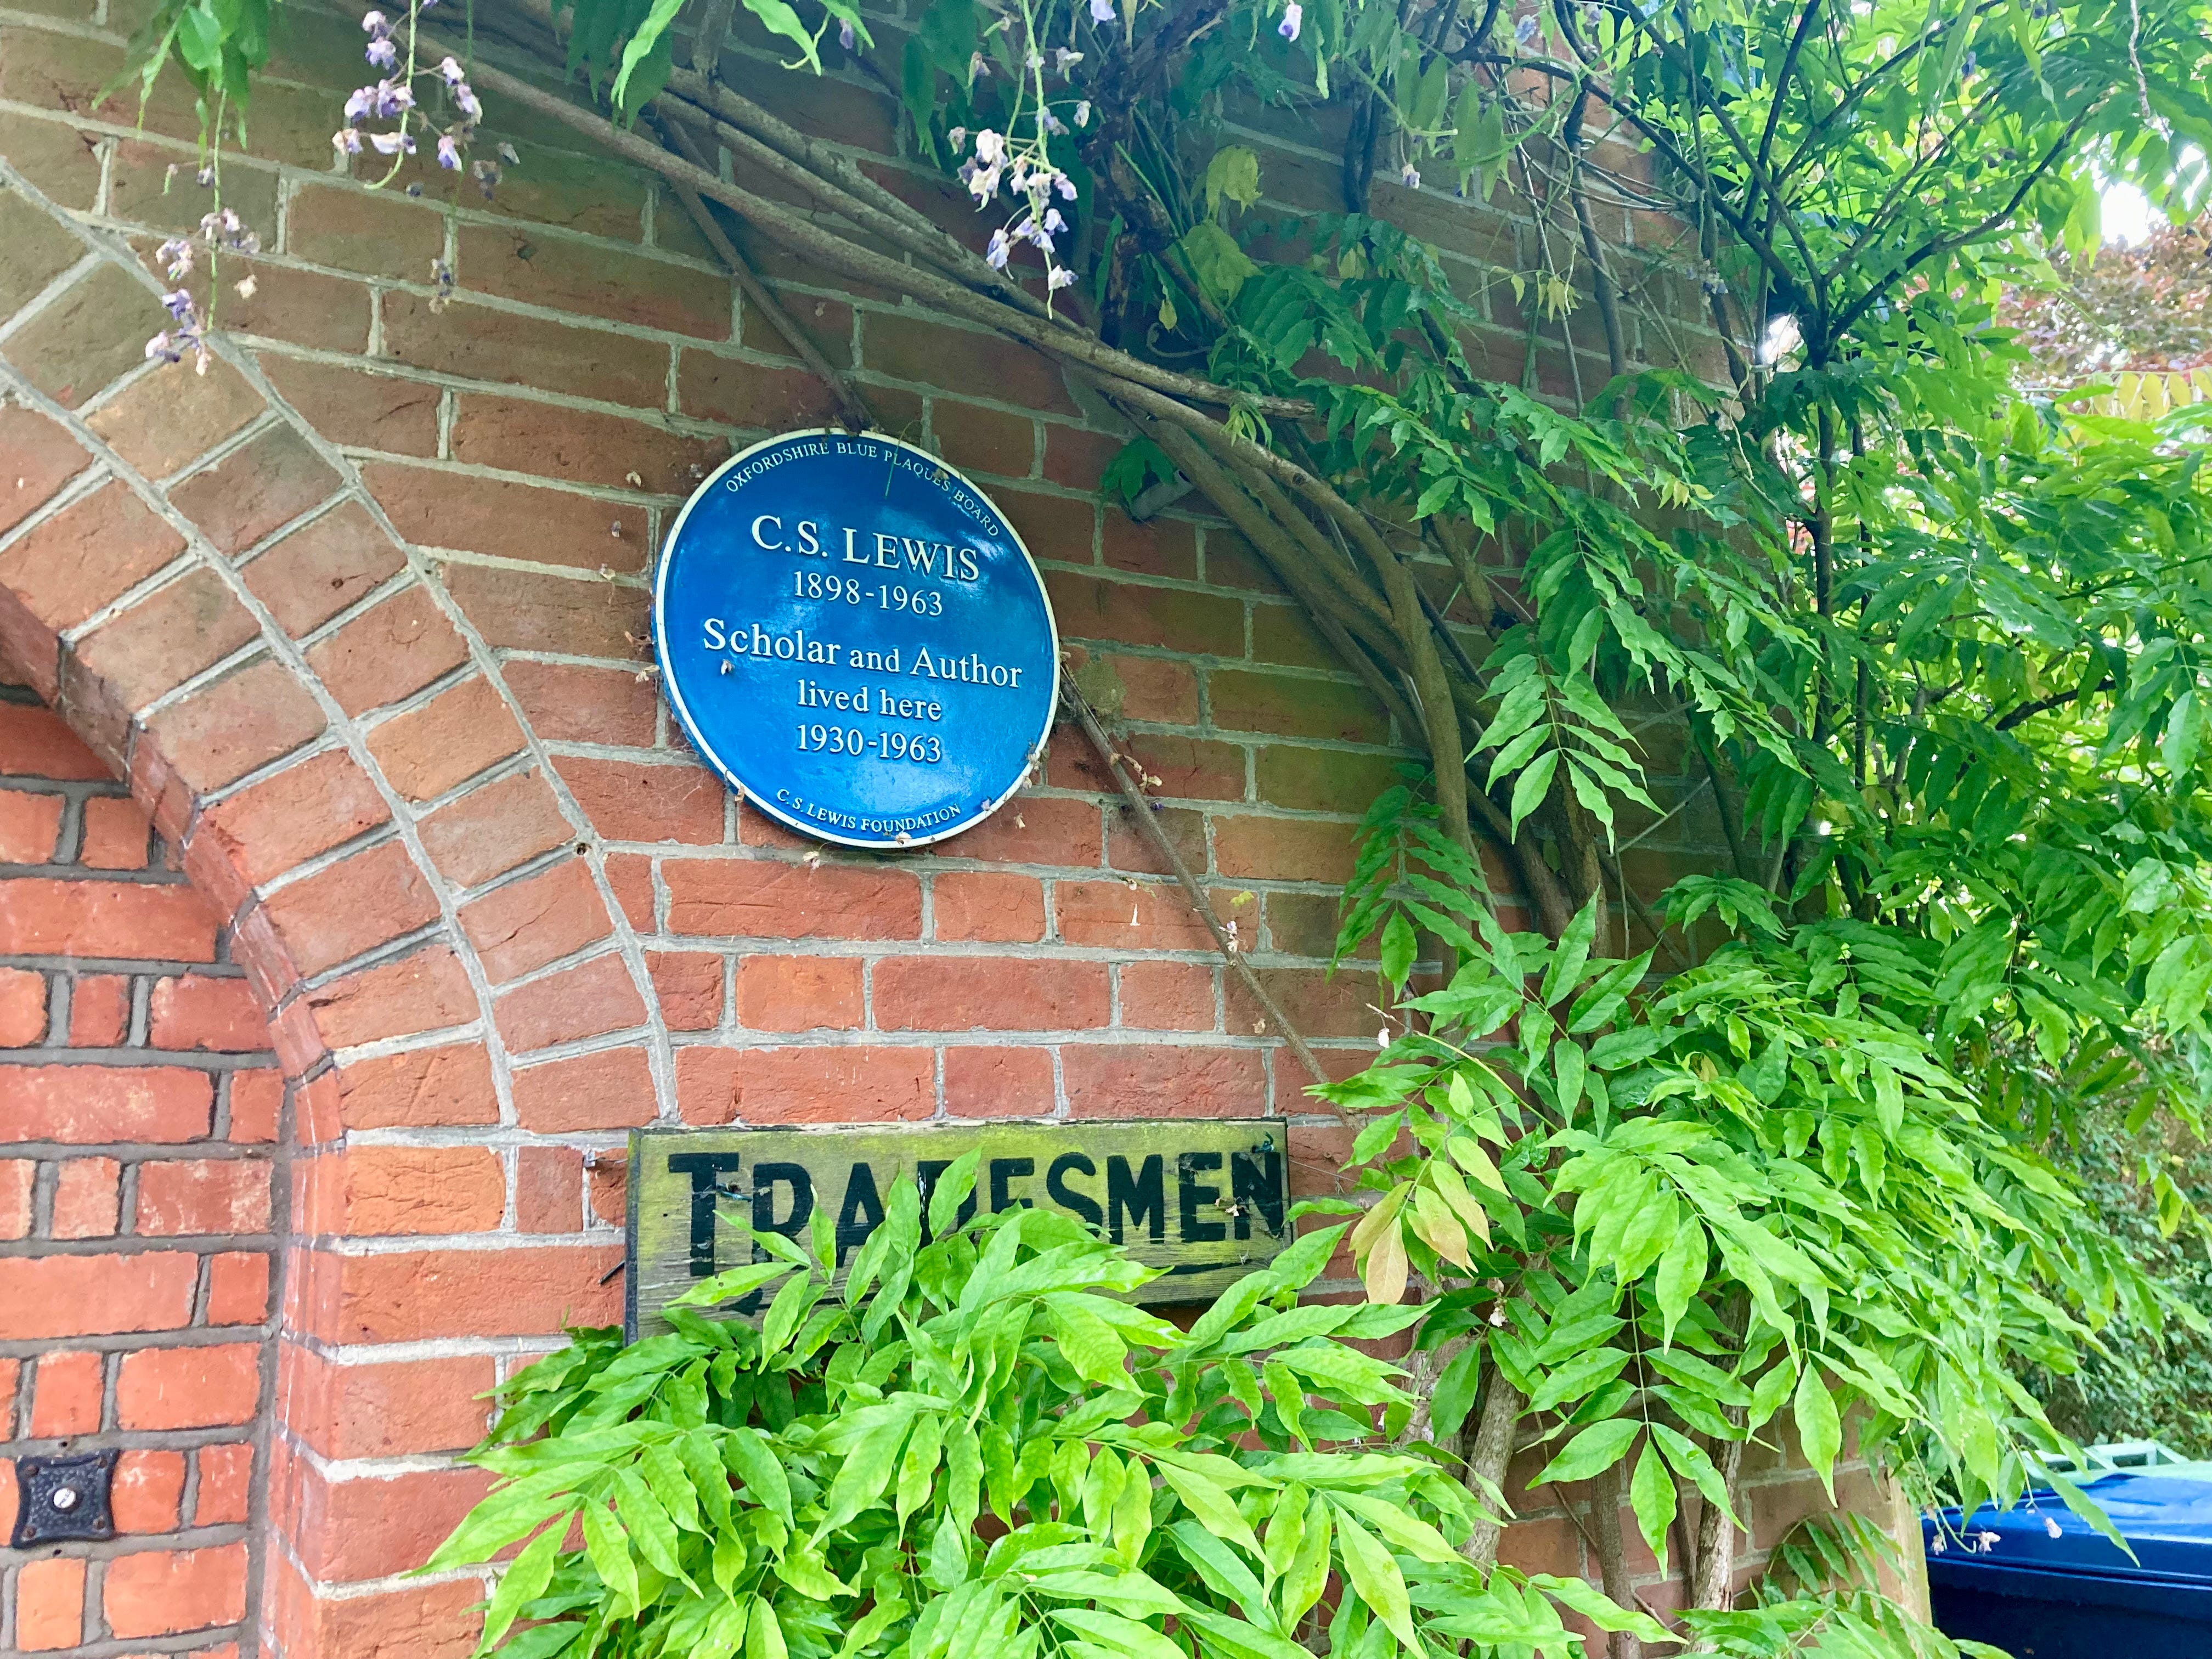 OXFORDSHIRE BLUE PLAQUES BOARD
C.S. LEWIS
1898-1963
Scholar and Author
lived here
1930-1963
C.S. LEWIS FOUNDATION
TRADESMEN